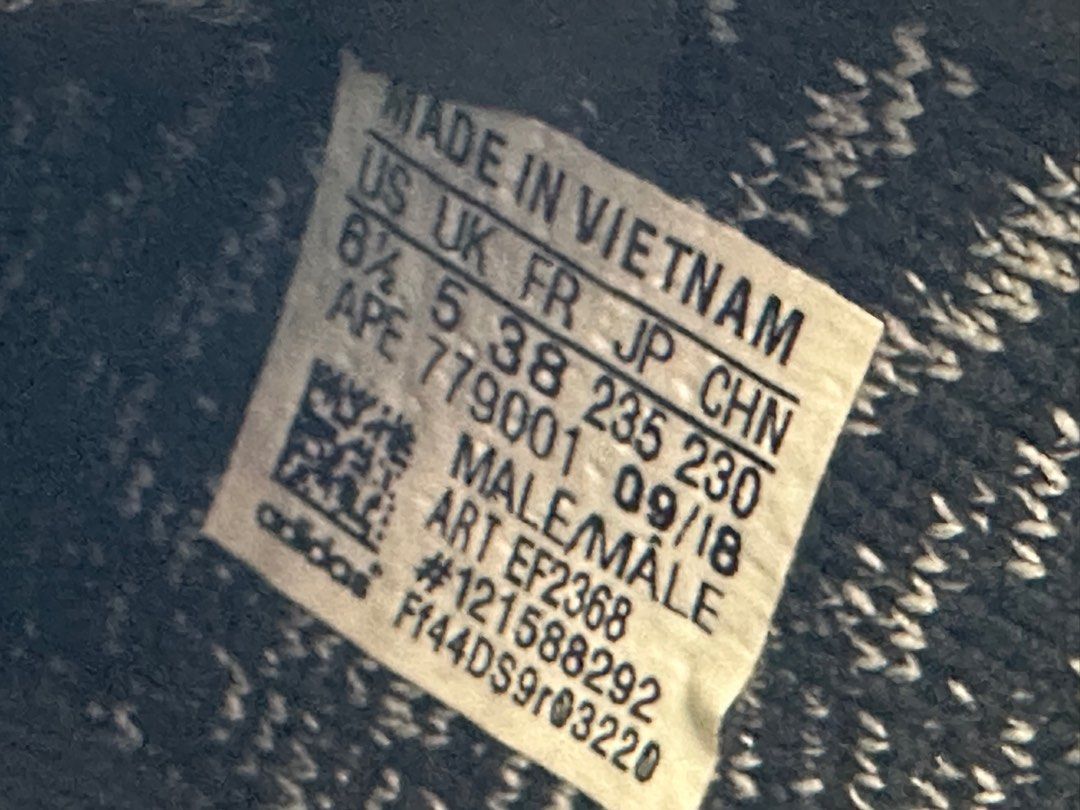 MADE IN VIETNAM
US UK FR JP CHN
6½ 5 38 235 230
APE 779001 09/18
MALE/MÂLE
ART EF2368
#121588292
Ff44DS9r03220
adidas